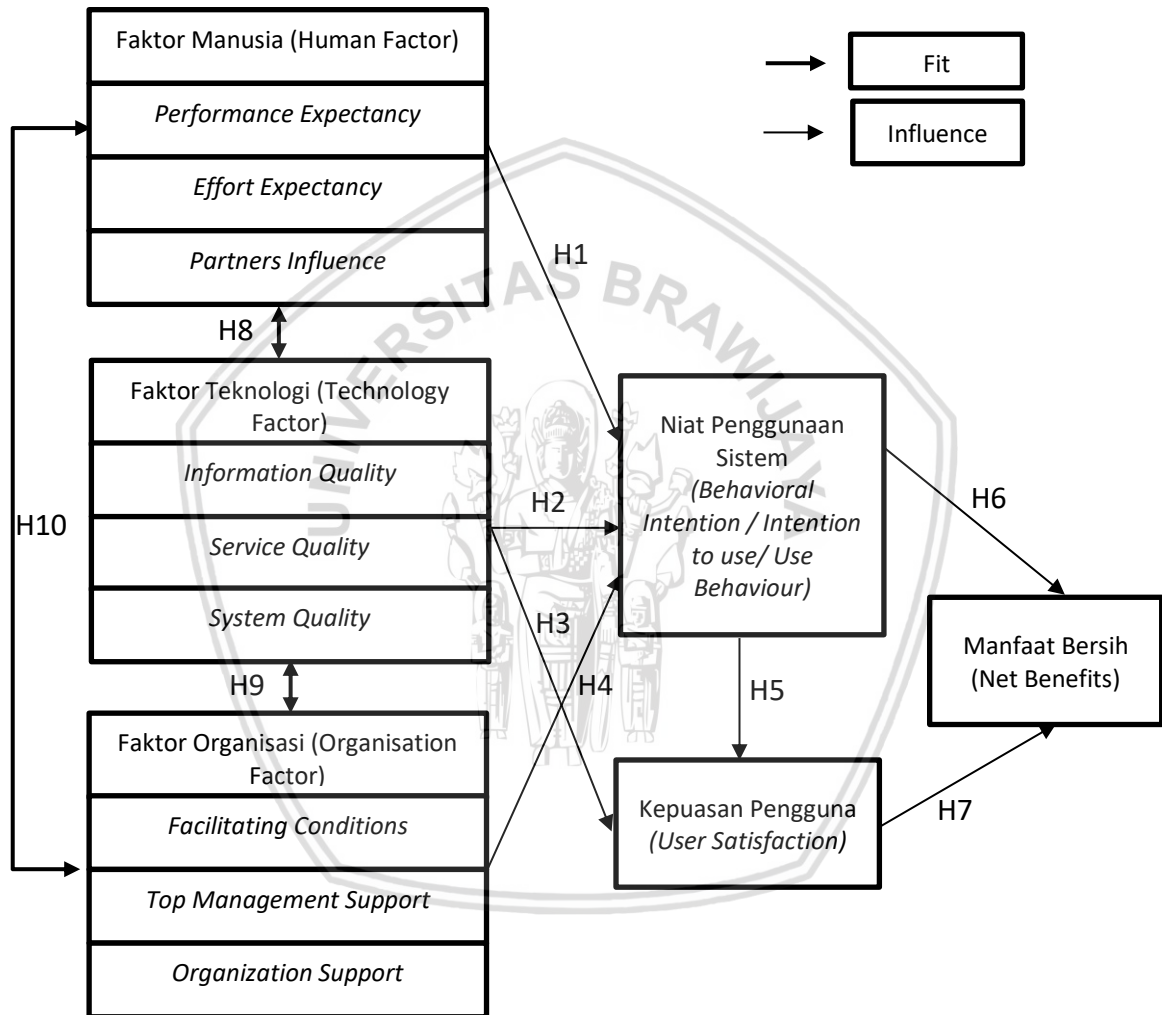 Faktor Manusia (Human Factor)
Performance Expectancy
Effort Expectancy
Partners Influence
Fit
Influence
H1
H8
Faktor Teknologi (Technology
Factor)
Information Quality
Service Quality
System Quality
H10
H2
H3
H4
H9
Faktor Organisasi (Organisation
Factor)
Facilitating Conditions
Top Management Support
Organization Support
Niat Penggunaan
Sistem
(Behavioral
Intention / Intention
to use/ Use
Behaviour)
H5
H6
Kepuasan Pengguna
(User Satisfaction)
H7
Manfaat Bersih
(Net Benefits)
UNIVERSITAS BRAWIJAYA